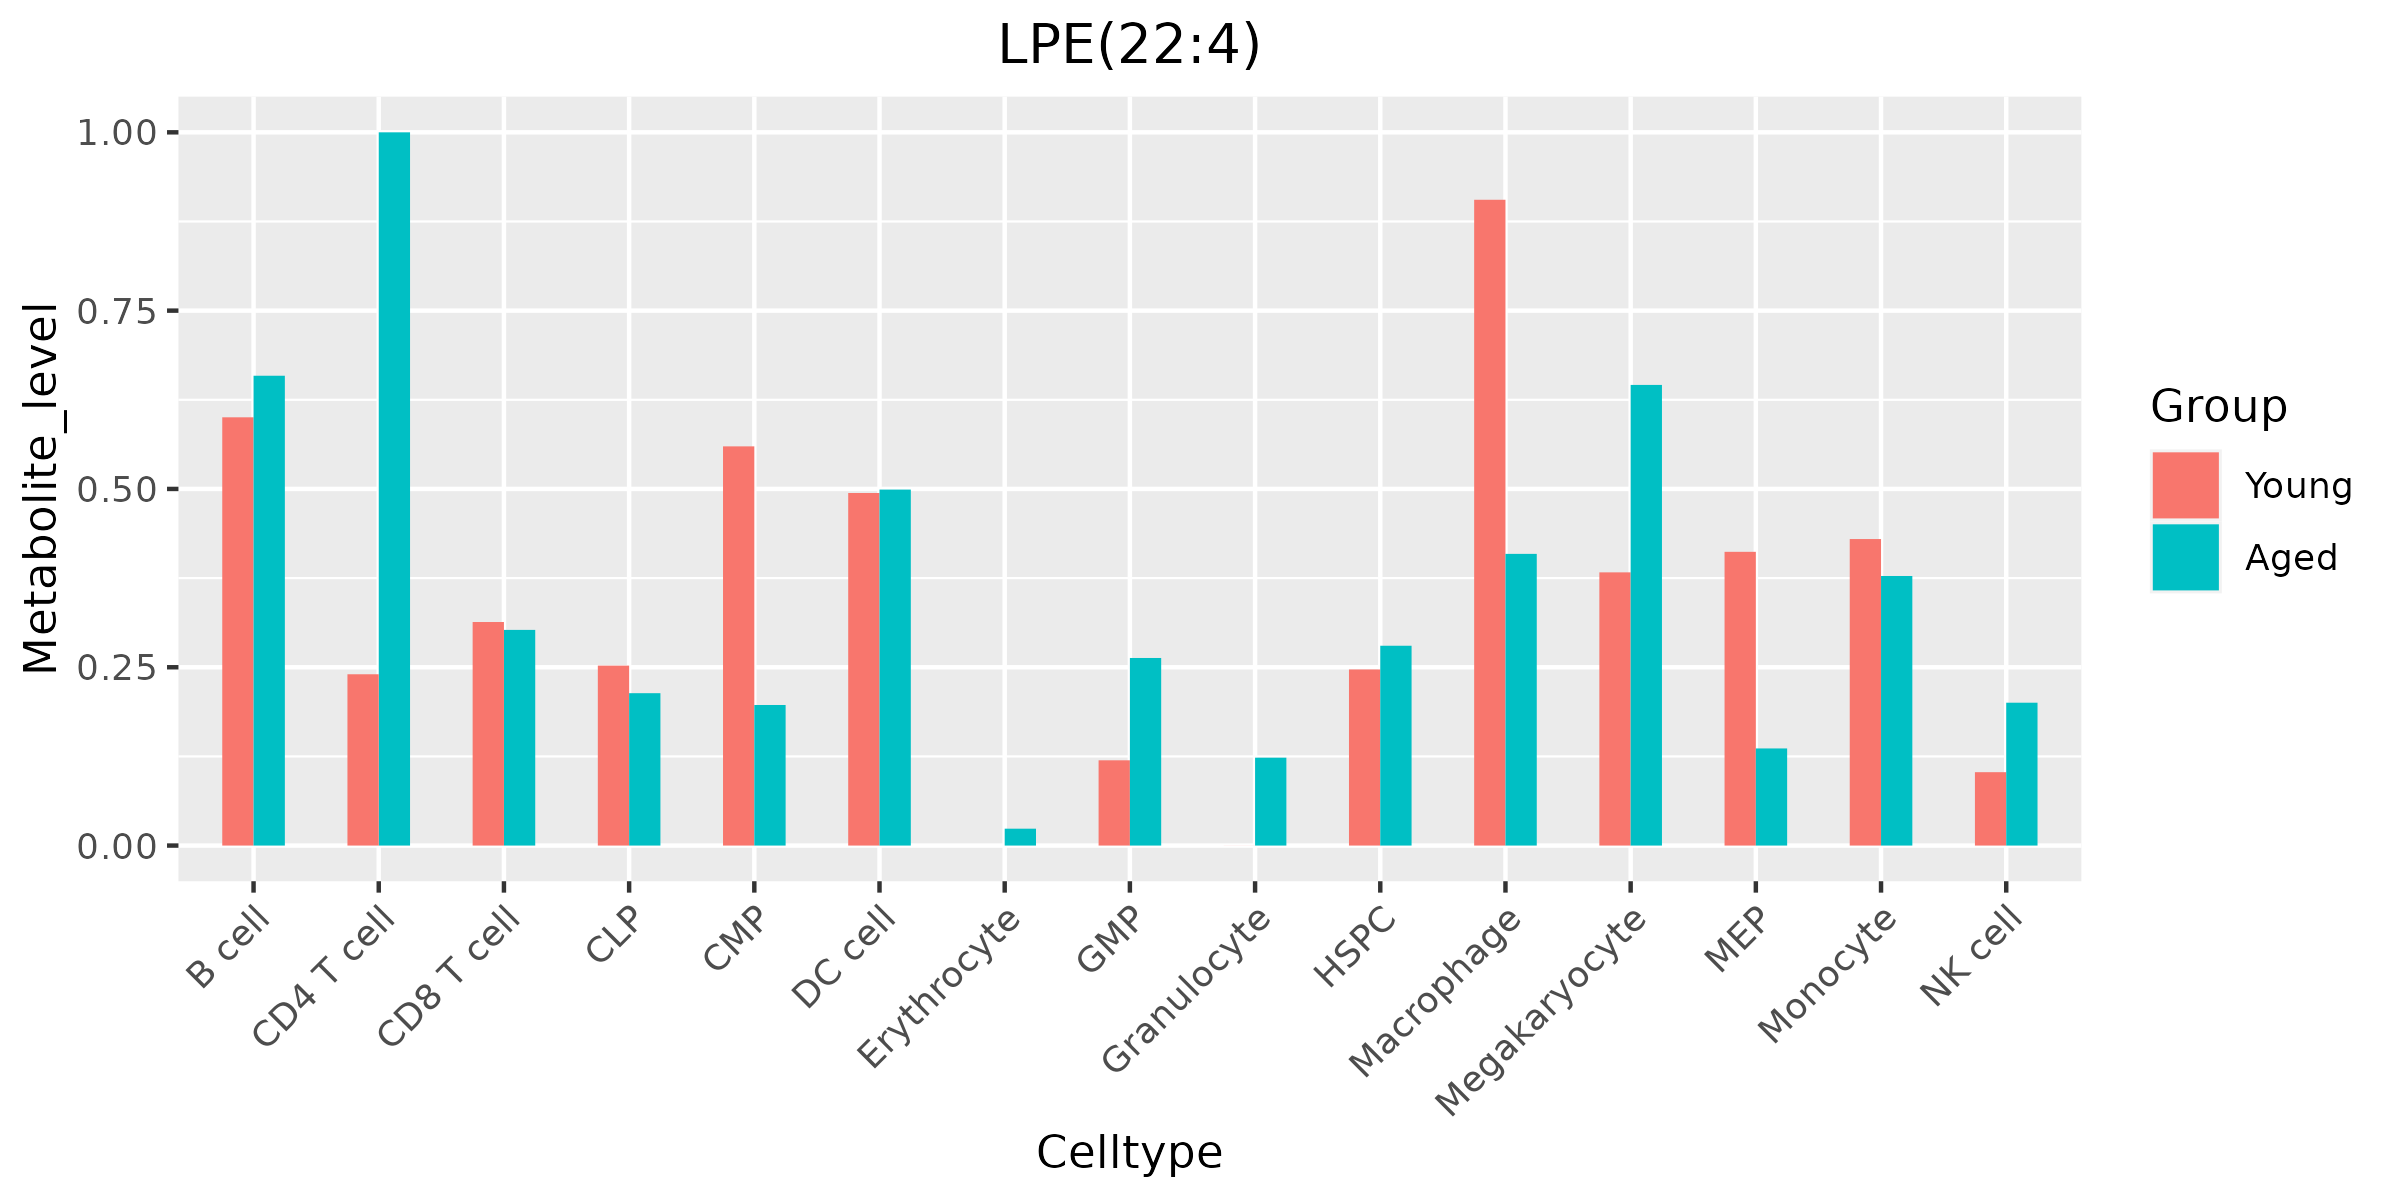 LPE(22:4)
Metabolite_level
1.00
0.75
0.50
0.25
0.00
B cell
CD4 T cell
CD8 T cell
CLP
CMP
DC cell
Erythrocyte
GMP
Granulocyte
HSPC
Macrophage
Megakaryocyte
MEP
Monocyte
NK cell
Celltype
Group
Young
Aged